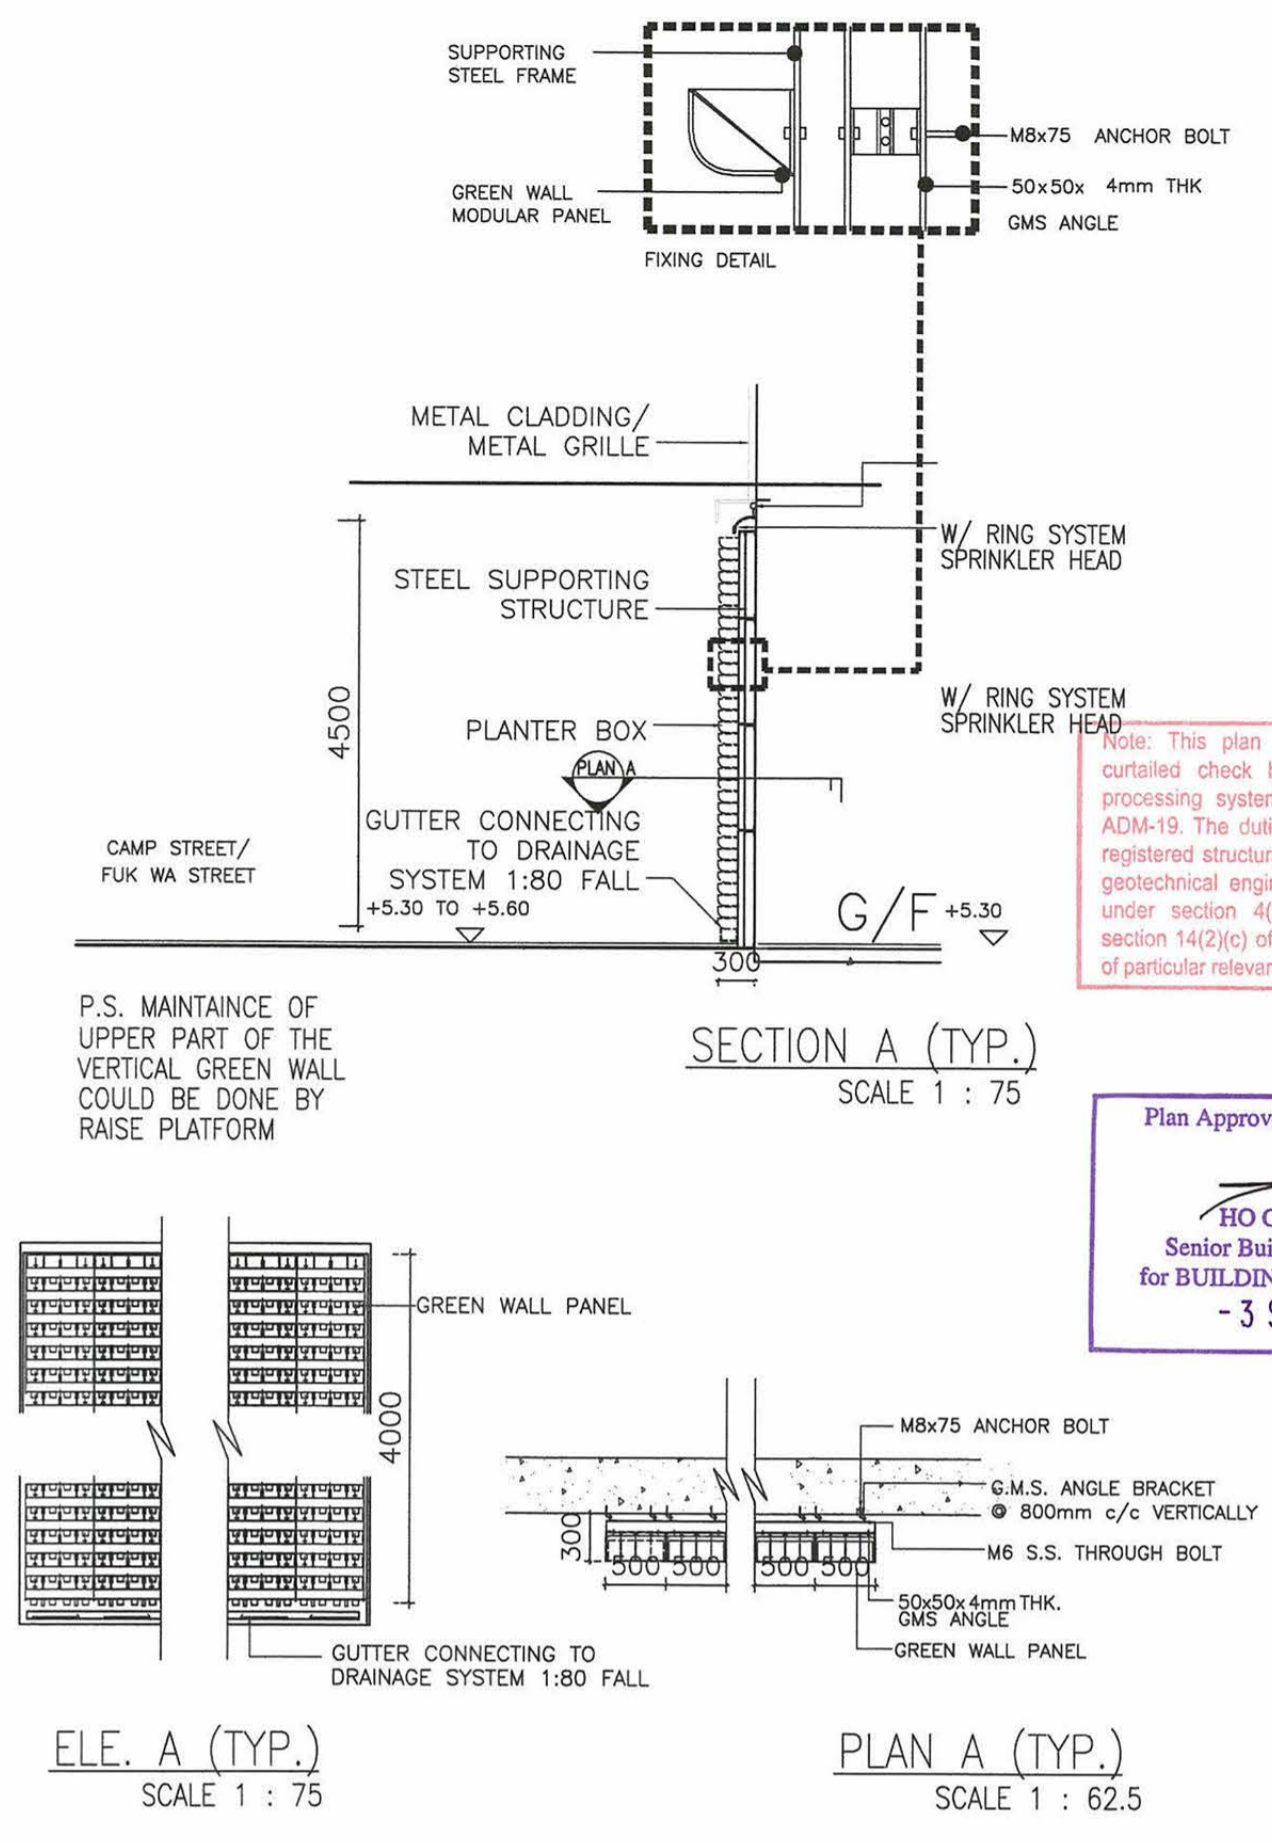 SUPPORTING
STEEL FRAME
M8x75 ANCHOR BOLT
50x50x 4mm THK
GMS ANGLE
GREEN WALL
MODULAR PANEL
FIXING DETAIL
METAL CLADDING/
METAL GRILLE
W/ RING SYSTEM
SPRINKLER HEAD
STEEL SUPPORTING
STRUCTURE
4500
W/ RING SYSTEM
SPRINKLER HEAD
PLANTER BOX
PLAN A
GUTTER CONNECTING
TO DRAINAGE
SYSTEM 1:80 FALL
CAMP STREET/
FUK WA STREET
+5.30 TO +5.60
G/F +5.30
300
Note: This plan
curtailed check
processing system
ADM-19. The duti
registered structur
geotechnical engi
under section 4(
section 14(2)(c) of
of particular relevan
P.S. MAINTAINCE OF
UPPER PART OF THE
VERTICAL GREEN WALL
COULD BE DONE BY
RAISE PLATFORM
SECTION A (TYP.)
SCALE 1 : 75
Plan Approv
HO
Senior Bui
for BUILDIN
- 3 S
GREEN WALL PANEL
4000
GUTTER CONNECTING TO
DRAINAGE SYSTEM 1:80 FALL
ELE. A (TYP.)
SCALE 1 : 75
M8x75 ANCHOR BOLT
G.M.S. ANGLE BRACKET
@ 800mm c/c VERTICALLY
M6 S.S. THROUGH BOLT
300
500 500 500 500
50x50x4mm THK.
GMS ANGLE
GREEN WALL PANEL
PLAN A (TYP.)
SCALE 1 : 62.5